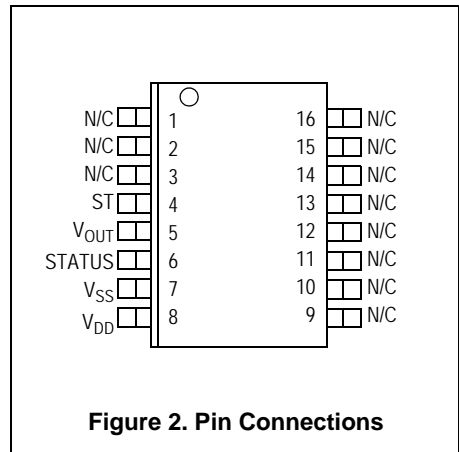 N/C 1 16 N/C
N/C 2 15 N/C
N/C 3 14 N/C
ST 4 13 N/C
VOUT 5 12 N/C
STATUS 6 11 N/C
VSS 7 10 N/C
VDD 8 9 N/C
Figure 2. Pin Connections